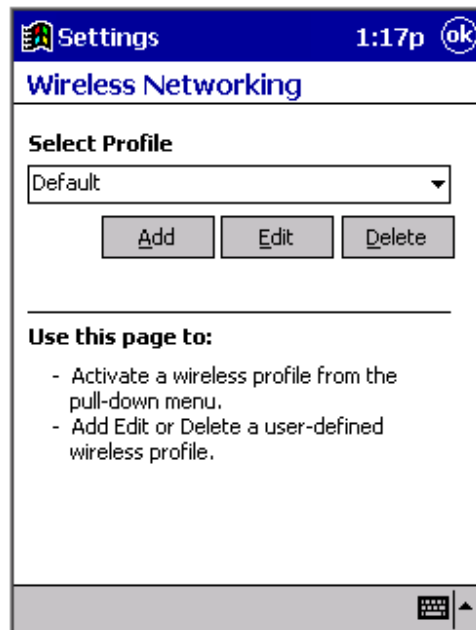 Settings 1:17p ok
Wireless Networking
Select Profile
Default
Add Edit Delete
Use this page to:
- Activate a wireless profile from the
pull-down menu.
- Add Edit or Delete a user-defined
wireless profile.